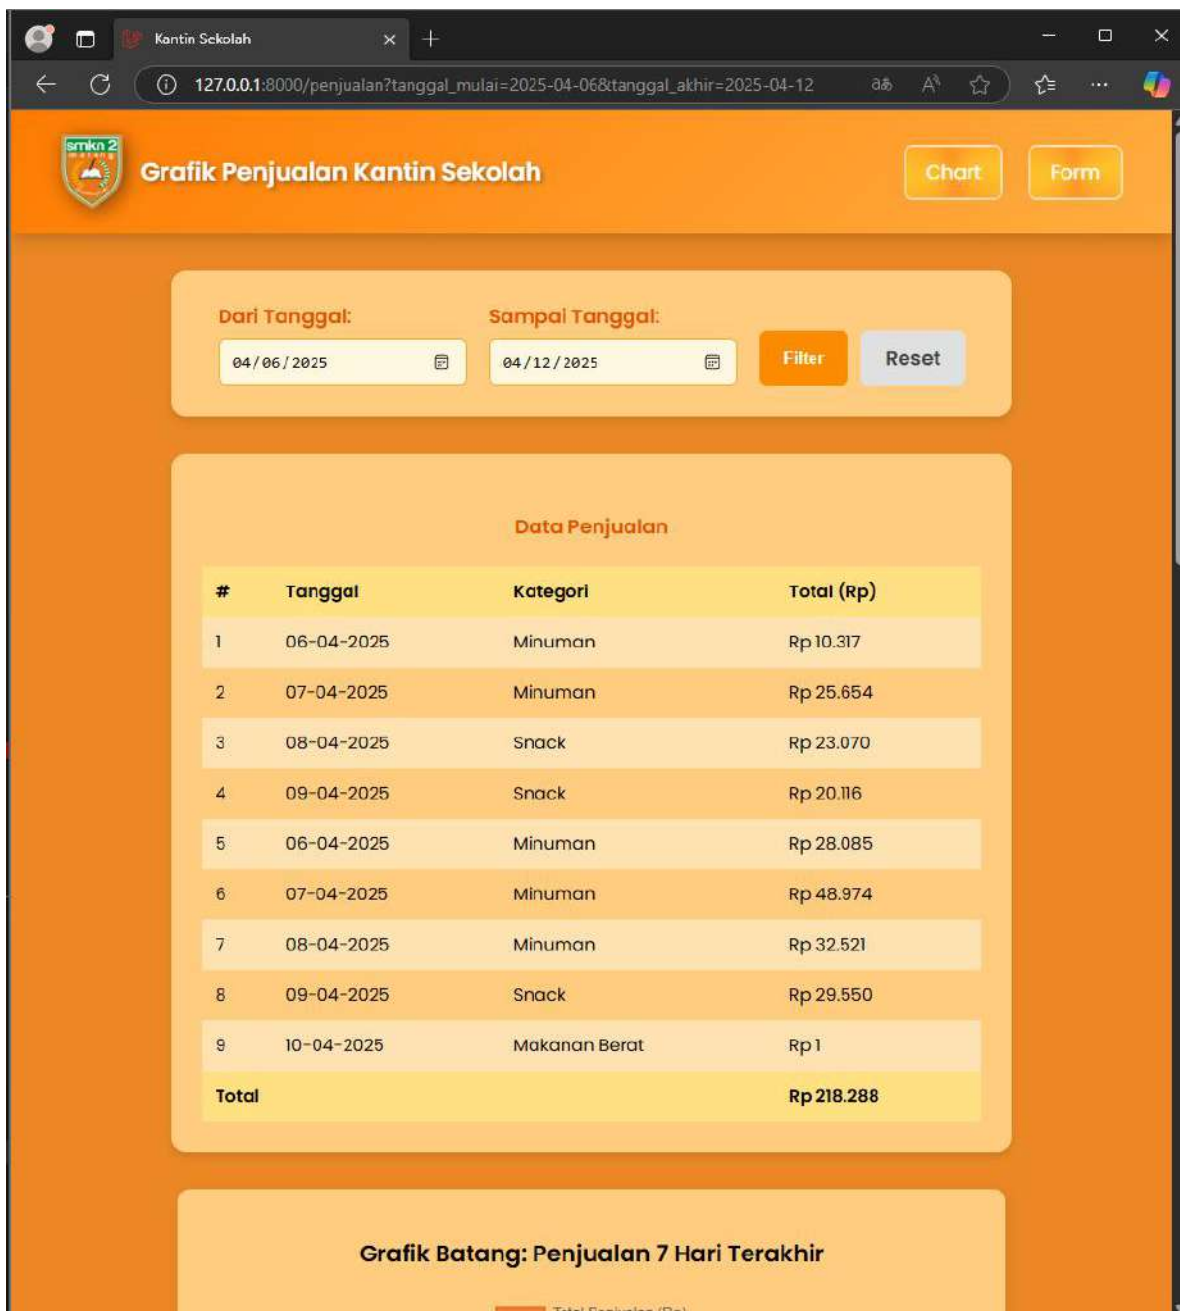 Kantin Sekolah
127.0.0.1:8000/penjualan?tanggal_mulai=2025-04-06&tanggal_akhir=2025-04-12
smkn 2
malang
Grafik Penjualan Kantin Sekolah
Chart
Form
Dari Tanggal:
Sampai Tanggal:
04/06/2025
04/12/2025
Filter
Reset
Data Penjualan
# Tanggal Kategori Total (Rp)
1 06-04-2025 Minuman Rp 10.317
2 07-04-2025 Minuman Rp 25.654
3 08-04-2025 Snack Rp 23.070
4 09-04-2025 Snack Rp 20.116
5 06-04-2025 Minuman Rp 28.085
6 07-04-2025 Minuman Rp 48.974
7 08-04-2025 Minuman Rp 32.521
8 09-04-2025 Snack Rp 29.550
9 10-04-2025 Makanan Berat Rp 1
Total Rp 218.288
Grafik Batang: Penjualan 7 Hari Terakhir
Total Penjualan (Rp)